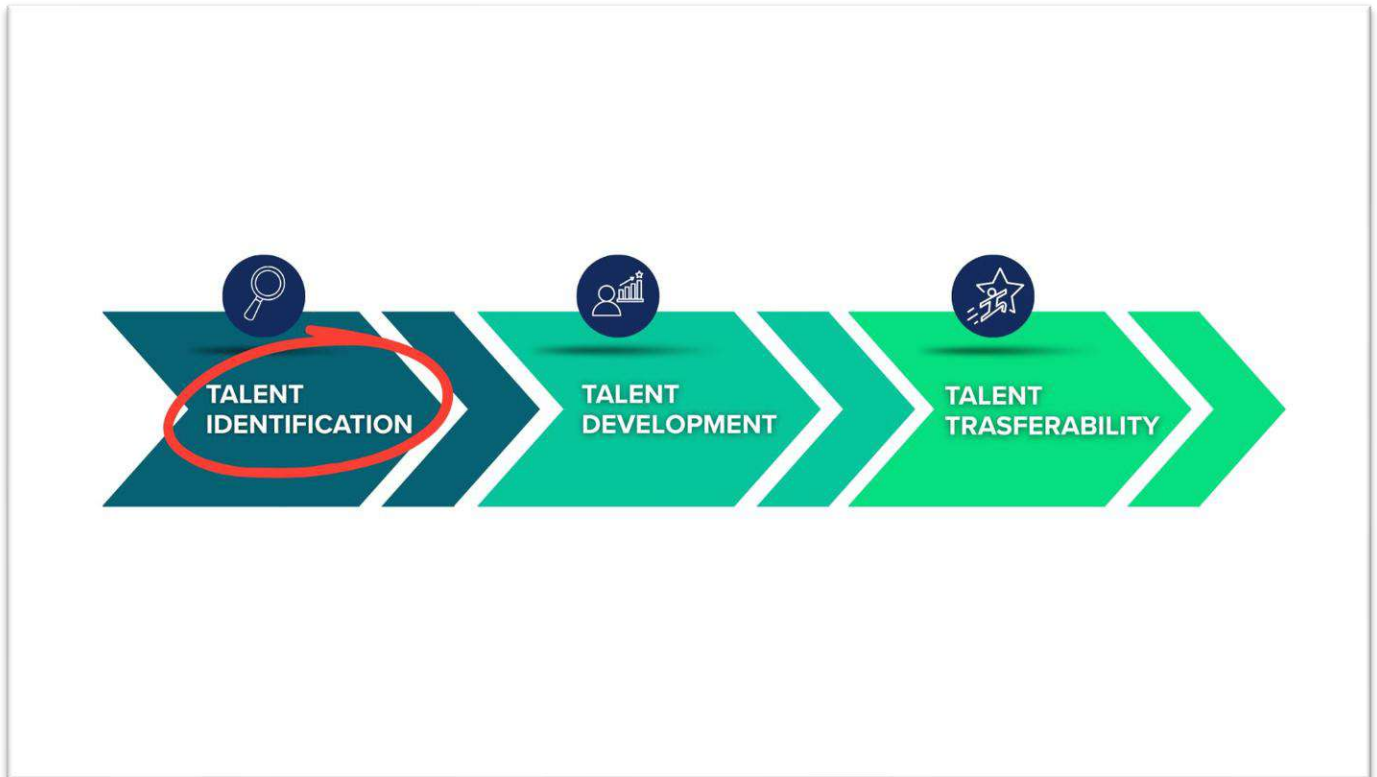 TALENT
IDENTIFICATION
TALENT
DEVELOPMENT
TALENT
TRASFERABILITY